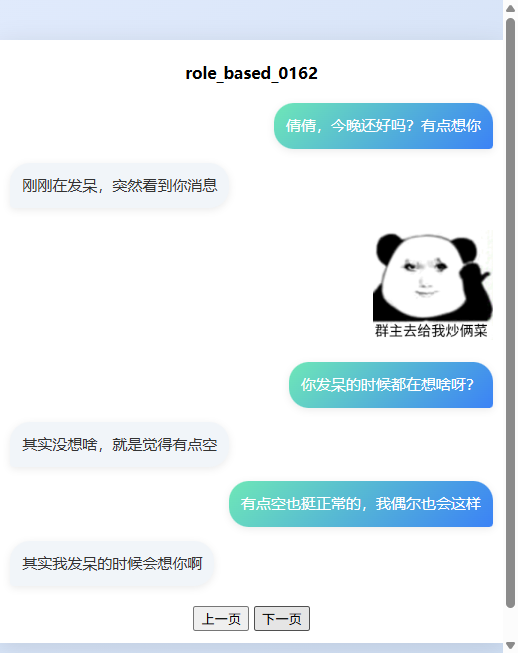 role_based_0162
倩倩，今晚还好吗？有点想你
刚刚在发呆，突然看到你消息
群主去给我炒俩菜
你发呆的时候都在想啥呀？
其实没想啥，就是觉得有点空
有点空也挺正常的，我偶尔也会这样
其实我发呆的时候会想你啊
上一页 下一页